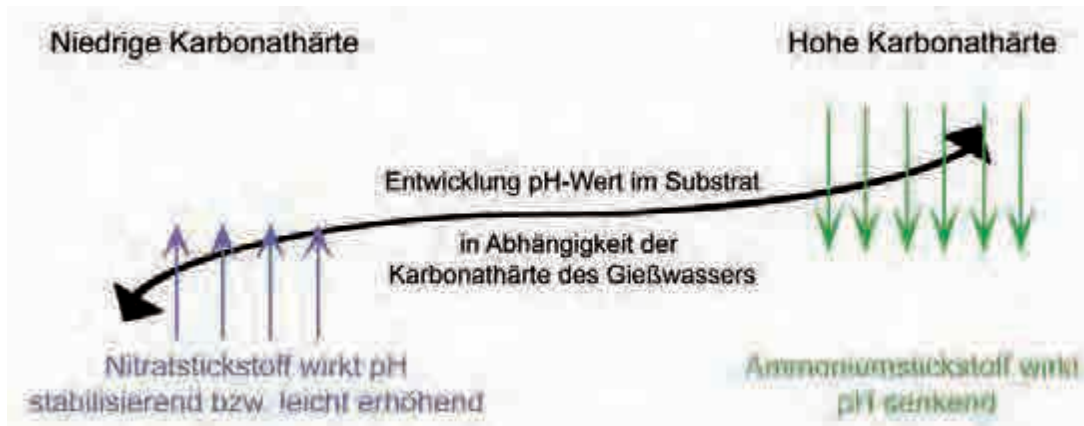 Niedrige Karbonathärte
Hohe Karbonathärte
Entwicklung pH-Wert im Substrat
in Abhängigkeit der
Karbonathärte des Gießwassers
Nitratstickstoff wirkt pH
stabilisierend bzw. leicht erhöhend
Ammoniumstickstoff wirkt
pH senkend